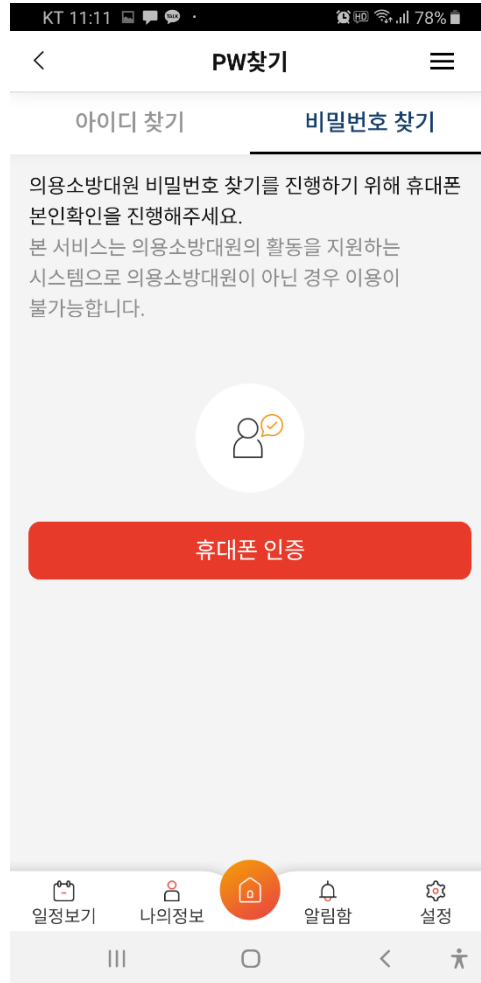 KT 11:11 78%
PW찾기
아이디 찾기 비밀번호 찾기
의용소방대원 비밀번호 찾기를 진행하기 위해 휴대폰
본인확인을 진행해주세요.
본 서비스는 의용소방대원의 활동을 지원하는
시스템으로 의용소방대원이 아닌 경우 이용이
불가능합니다.
휴대폰 인증
일정보기 나의정보 알림함 설정